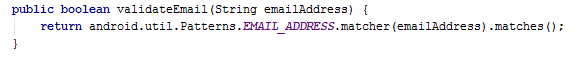 public boolean validateEmail(String emailAddress) {
    return android.util.Patterns.EMAIL_ADDRESS.matcher(emailAddress).matches();
}